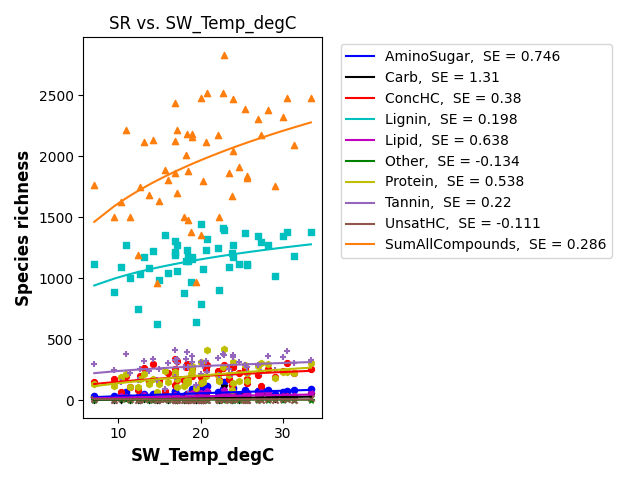 SR vs. SW_Temp_degC
Species richness
2500
2000
1500
1000
500
0
10
20
30
SW_Temp_degC
AminoSugar,  SE = 0.746
Carb,  SE = 1.31
ConcHC,  SE = 0.38
Lignin,  SE = 0.198
Lipid,  SE = 0.638
Other,  SE = -0.134
Protein,  SE = 0.538
Tannin,  SE = 0.22
UnsatHC,  SE = -0.111
SumAllCompounds,  SE = 0.286